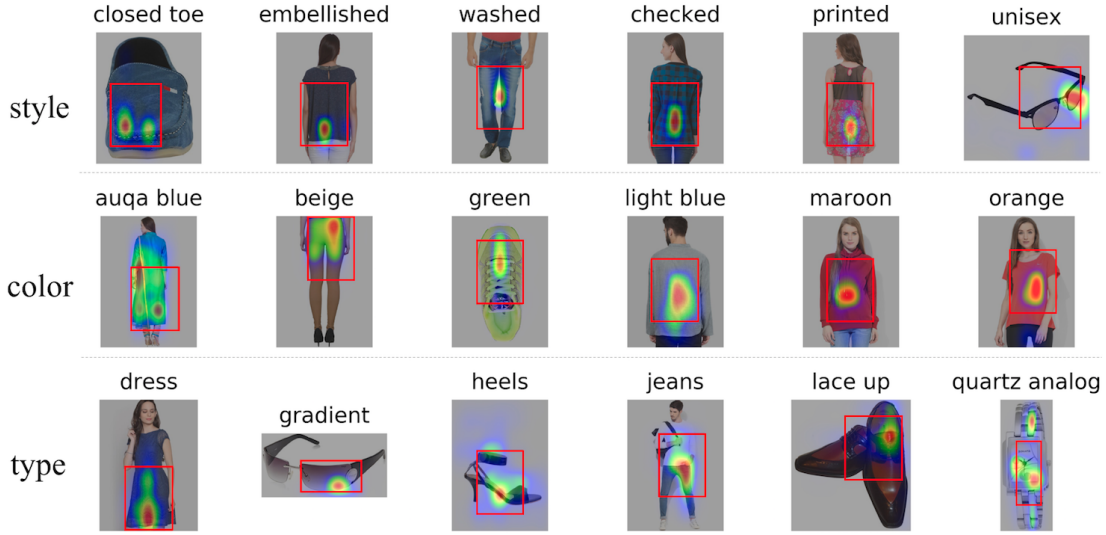 closed toe embellished washed checked printed unisex
style
auqa blue beige green light blue maroon orange
color
dress gradient heels jeans lace up quartz analog
type